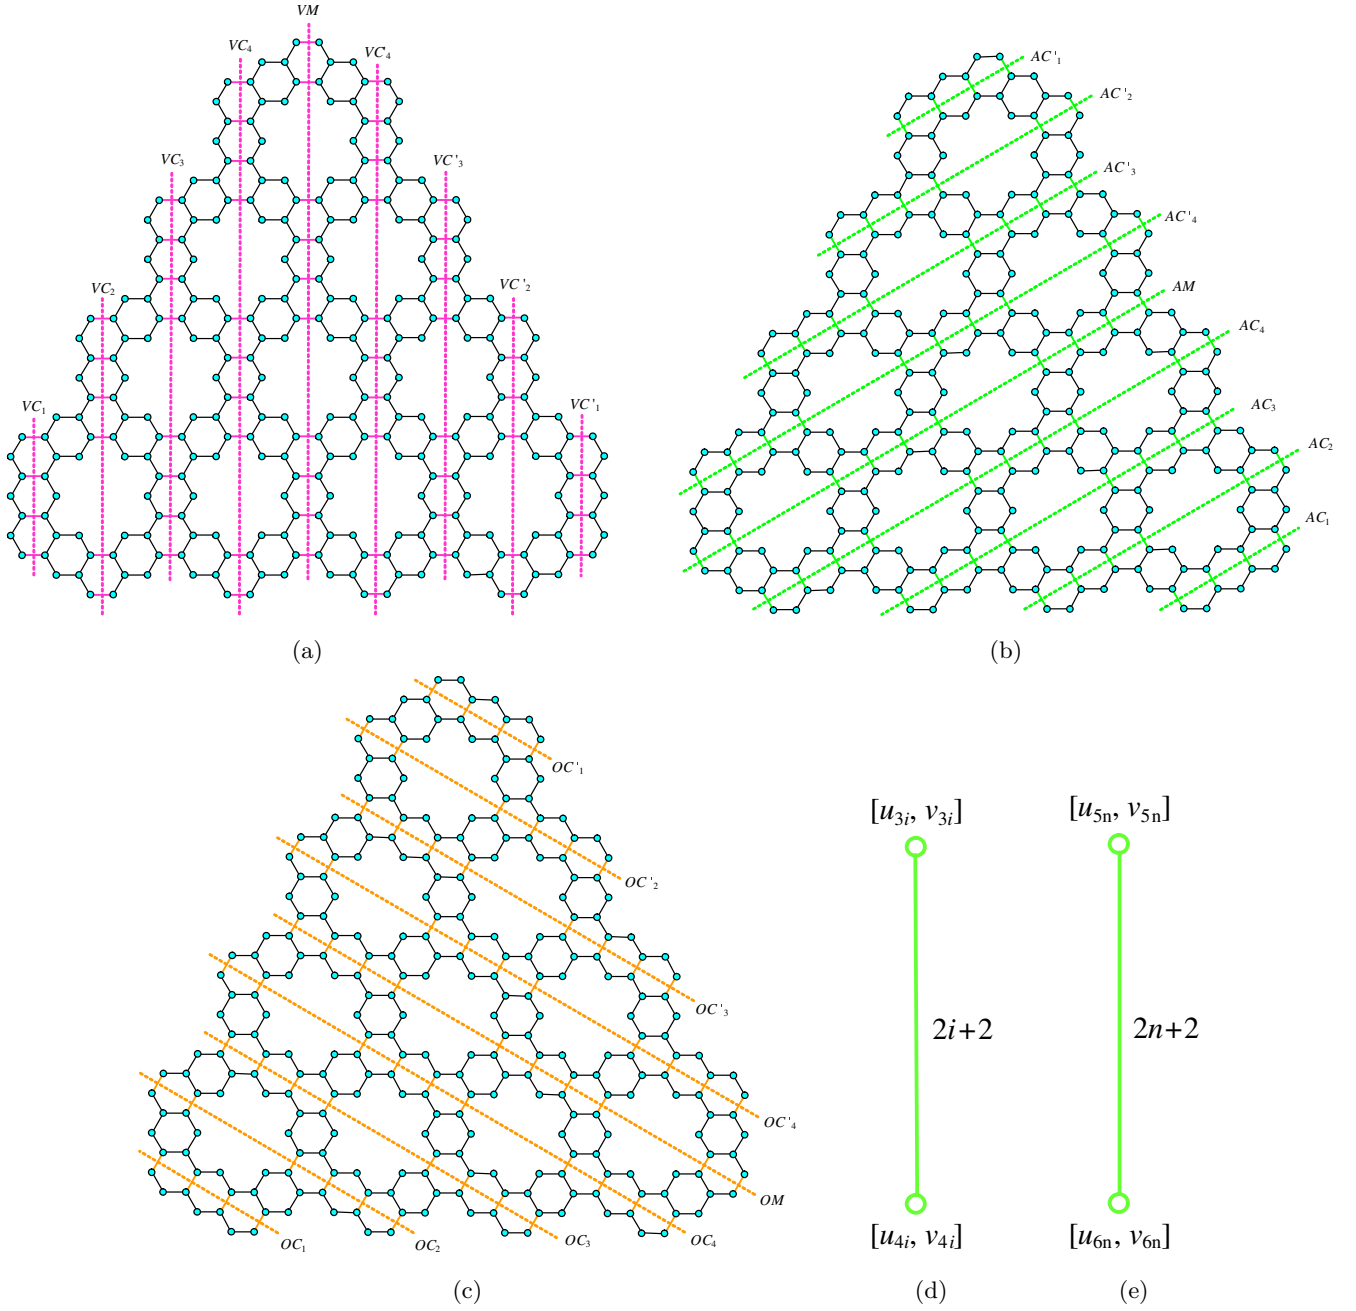 VM
VC₄
VC'₄
VC₃
VC'₃
VC₂
VC'₂
VC₁
VC'₁
(a)
AC'₁
AC'₂
AC'₃
AC'₄
AM
AC₄
AC₃
AC₂
AC₁
(b)
OC'₁
OC'₂
OC'₃
OC'₄
OM
OC₁
OC₂
OC₃
OC₄
(c)
[u₃ᵢ, v₃ᵢ]
2i+2
[u₄ᵢ, v₄ᵢ]
(d)
[u₅ₙ, v₅ₙ]
2n+2
[u₆ₙ, v₆ₙ]
(e)